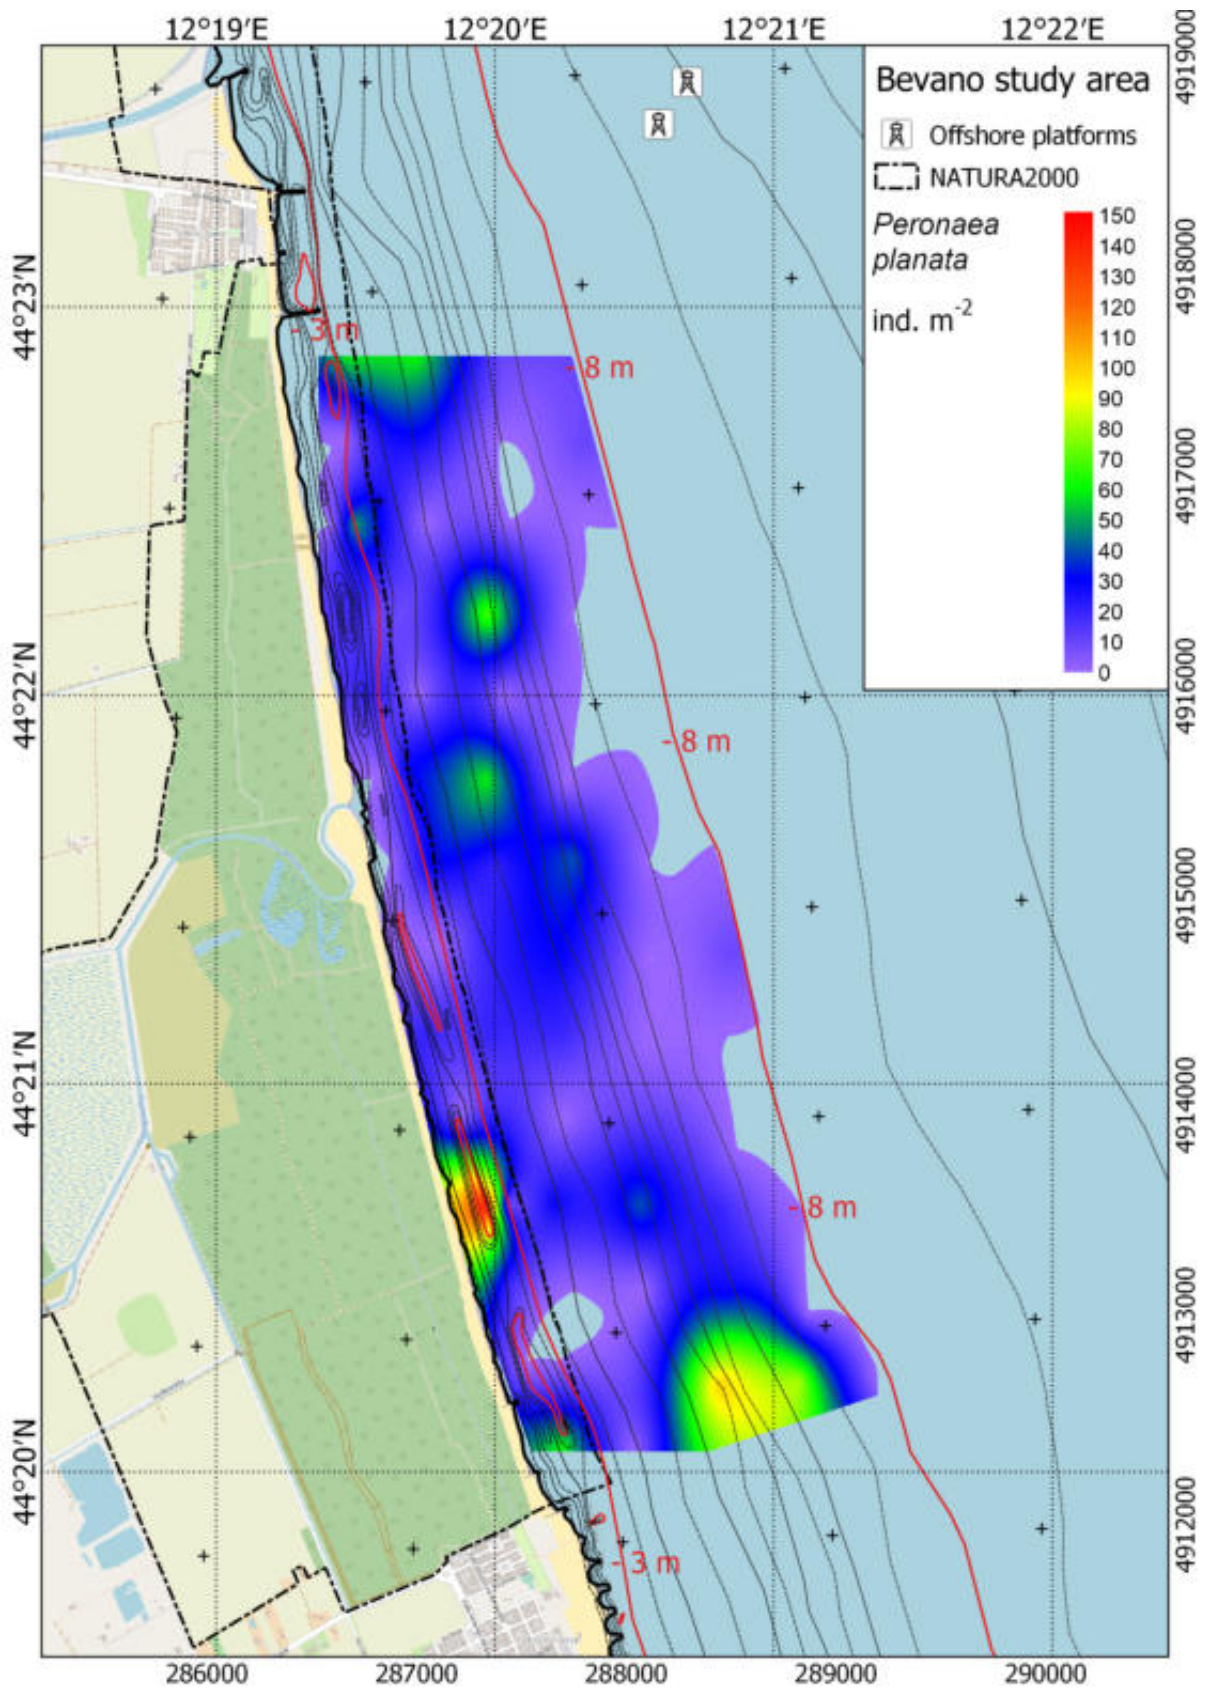 12°19′E 12°20′E 12°21′E 12°22′E
4919000
Bevano study area
Offshore platforms
NATURA2000
Peronaea
planata
ind. m-2
150
140
130
120
110
100
90
80
70
60
50
40
30
20
10
0
4918000
44°23′N
- 3 m
- 8 m
4917000
44°22′N
4916000
- 8 m
4915000
44°21′N
4914000
- 8 m
4913000
44°20′N
4912000
- 3 m
286000 287000 288000 289000 290000